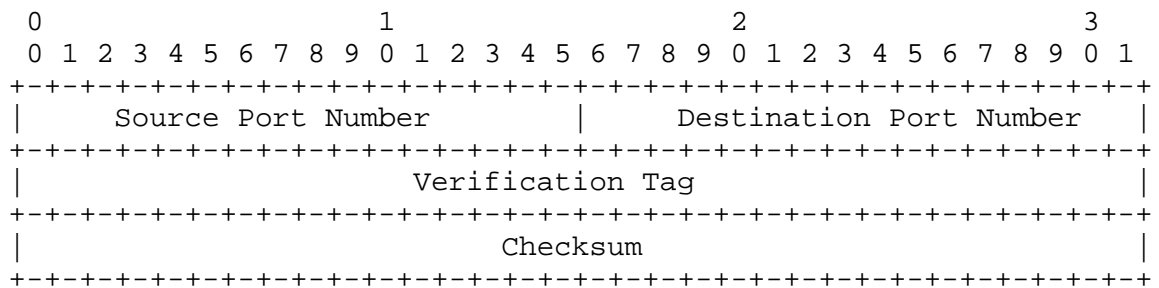 0                   1                   2                   3
 0 1 2 3 4 5 6 7 8 9 0 1 2 3 4 5 6 7 8 9 0 1 2 3 4 5 6 7 8 9 0 1
+-+-+-+-+-+-+-+-+-+-+-+-+-+-+-+-+-+-+-+-+-+-+-+-+-+-+-+-+-+-+-+-+
|     Source Port Number        |     Destination Port Number   |
+-+-+-+-+-+-+-+-+-+-+-+-+-+-+-+-+-+-+-+-+-+-+-+-+-+-+-+-+-+-+-+-+
|                      Verification Tag                         |
+-+-+-+-+-+-+-+-+-+-+-+-+-+-+-+-+-+-+-+-+-+-+-+-+-+-+-+-+-+-+-+-+
|                           Checksum                            |
+-+-+-+-+-+-+-+-+-+-+-+-+-+-+-+-+-+-+-+-+-+-+-+-+-+-+-+-+-+-+-+-+